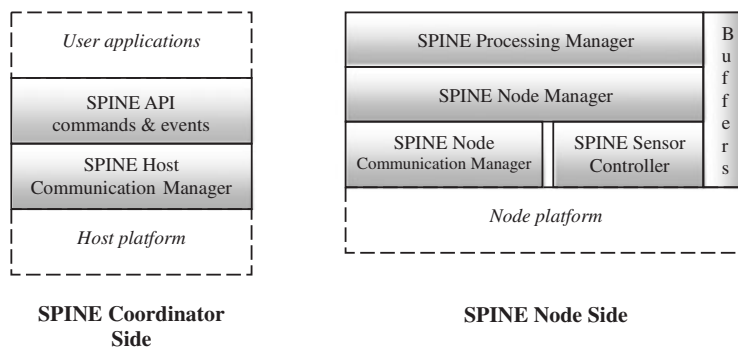 User applications
SPINE API
commands & events
SPINE Host
Communication Manager
Host platform
SPINE Coordinator
Side
SPINE Processing Manager
SPINE Node Manager
SPINE Node
Communication Manager
SPINE Sensor
Controller
Buffers
Node platform
SPINE Node Side